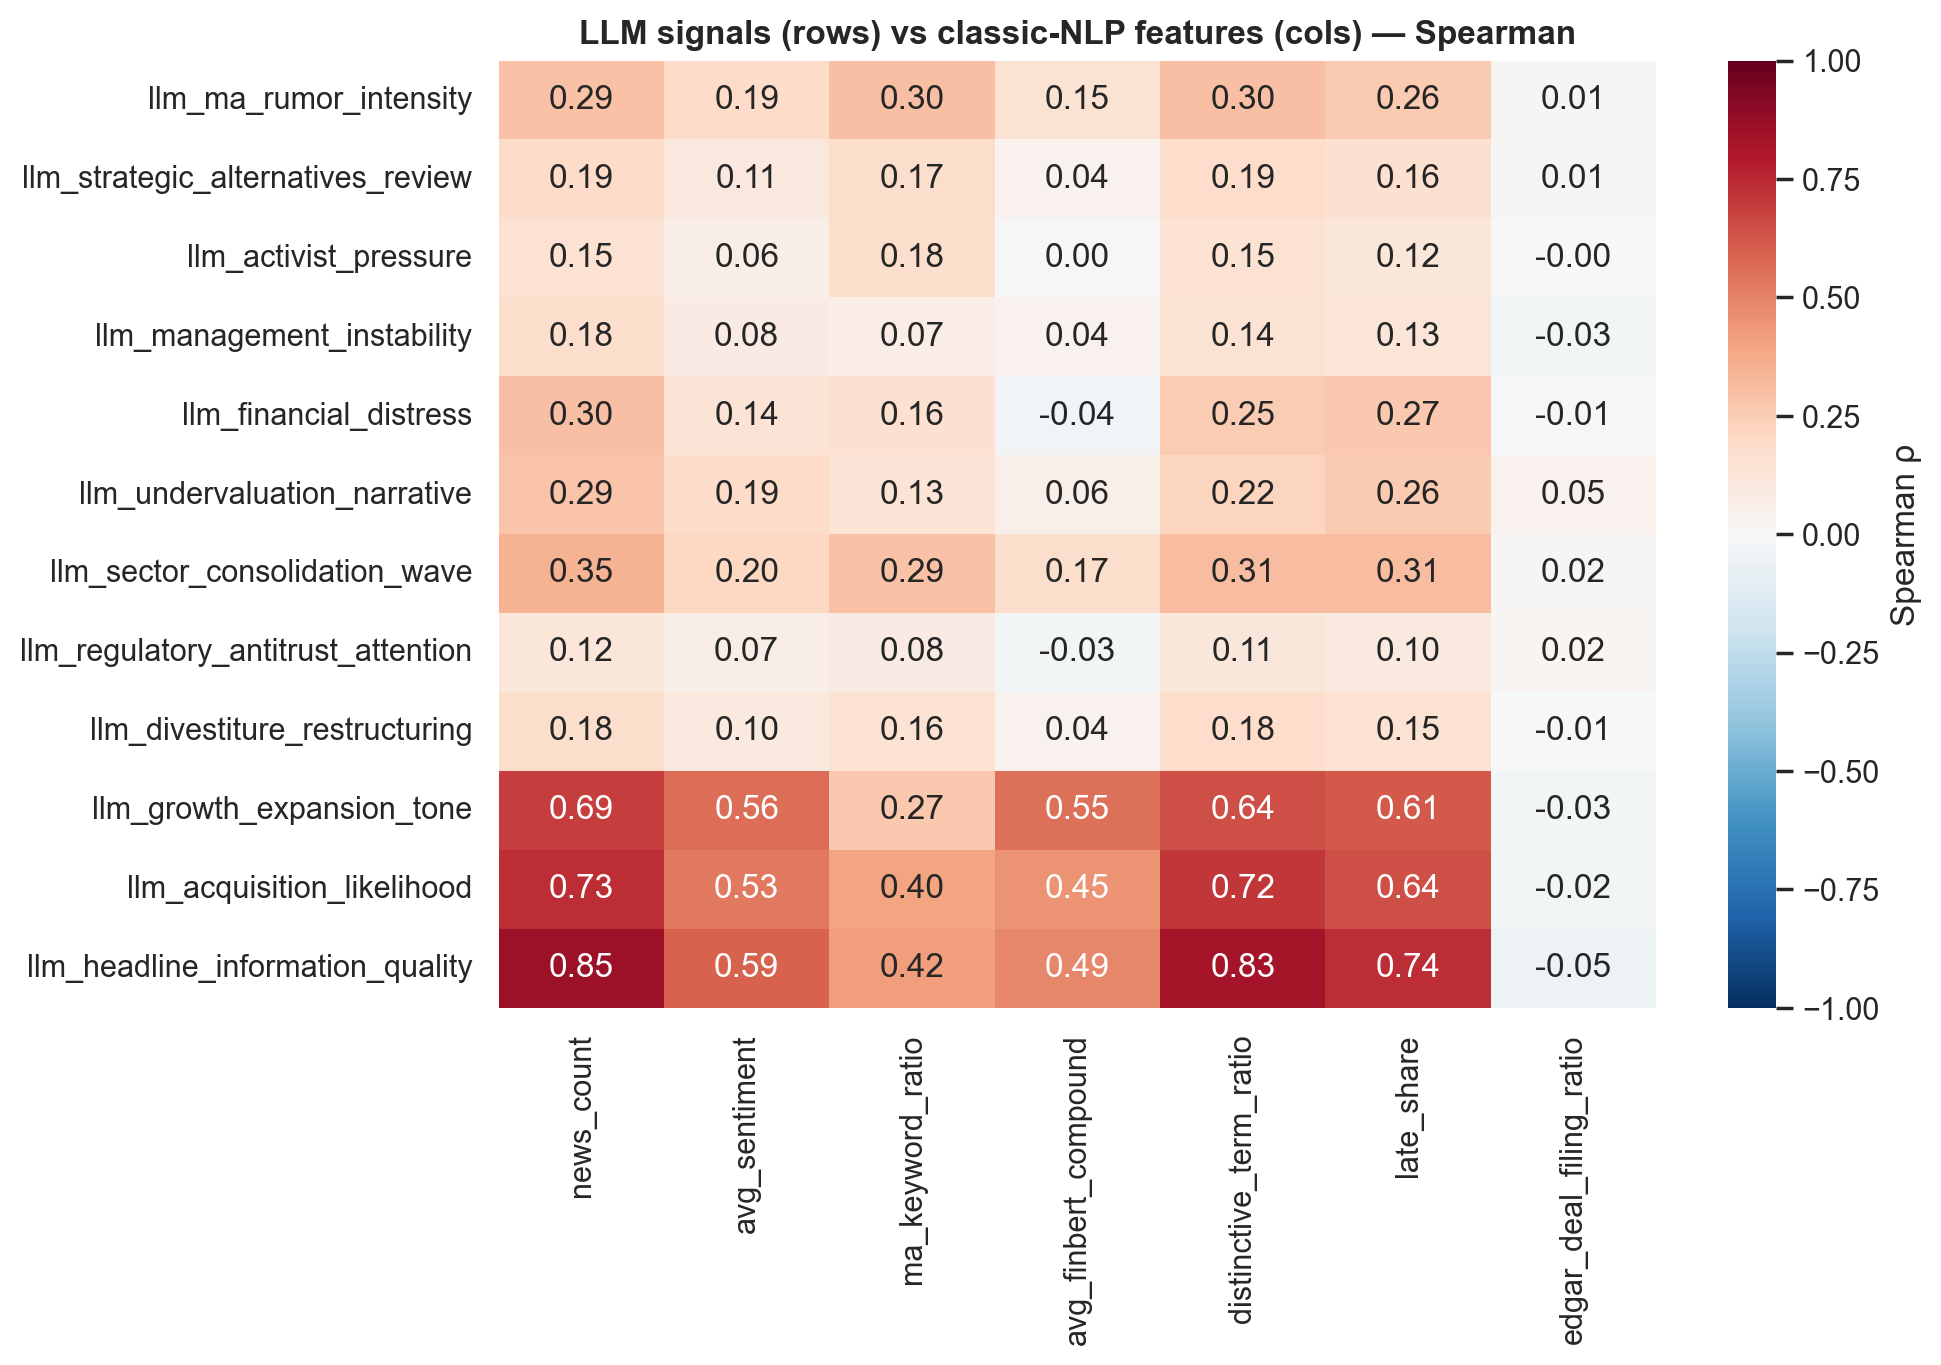 LLM signals (rows) vs classic-NLP features (cols) — Spearman
llm_ma_rumor_intensity 0.29 0.19 0.30 0.15 0.30 0.26 0.01
llm_strategic_alternatives_review 0.19 0.11 0.17 0.04 0.19 0.16 0.01
llm_activist_pressure 0.15 0.06 0.18 0.00 0.15 0.12 -0.00
llm_management_instability 0.18 0.08 0.07 0.04 0.14 0.13 -0.03
llm_financial_distress 0.30 0.14 0.16 -0.04 0.25 0.27 -0.01
llm_undervaluation_narrative 0.29 0.19 0.13 0.06 0.22 0.26 0.05
llm_sector_consolidation_wave 0.35 0.20 0.29 0.17 0.31 0.31 0.02
llm_regulatory_antitrust_attention 0.12 0.07 0.08 -0.03 0.11 0.10 0.02
llm_divestiture_restructuring 0.18 0.10 0.16 0.04 0.18 0.15 -0.01
llm_growth_expansion_tone 0.69 0.56 0.27 0.55 0.64 0.61 -0.03
llm_acquisition_likelihood 0.73 0.53 0.40 0.45 0.72 0.64 -0.02
llm_headline_information_quality 0.85 0.59 0.42 0.49 0.83 0.74 -0.05
news_count
avg_sentiment
ma_keyword_ratio
avg_finbert_compound
distinctive_term_ratio
late_share
edgar_deal_filing_ratio
1.00
0.75
0.50
0.25
0.00
−0.25
−0.50
−0.75
−1.00
Spearman ρ